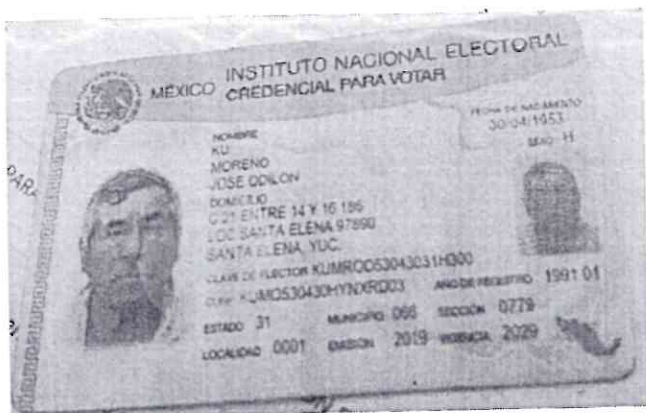 MÉXICO INSTITUTO NACIONAL ELECTORAL
CREDENCIAL PARA VOTAR
NOMBRE
KU
MORENO
JOSE ODILON
FECHA DE NACIMIENTO
30/04/1953
SEXO H
DOMICILIO
C 21 ENTRE 14 Y 16 186
LOC SANTA ELENA 97890
SANTA ELENA, YUC.
CLAVE DE ELECTOR KUMROD53043031H300
CURP KUMO530430HYNXRD03 AÑO DE REGISTRO 1991 01
ESTADO 31 MUNICIPIO 066 SECCIÓN 0779
LOCALIDAD 0001 EMISIÓN 2019 VIGENCIA 2029
PARA